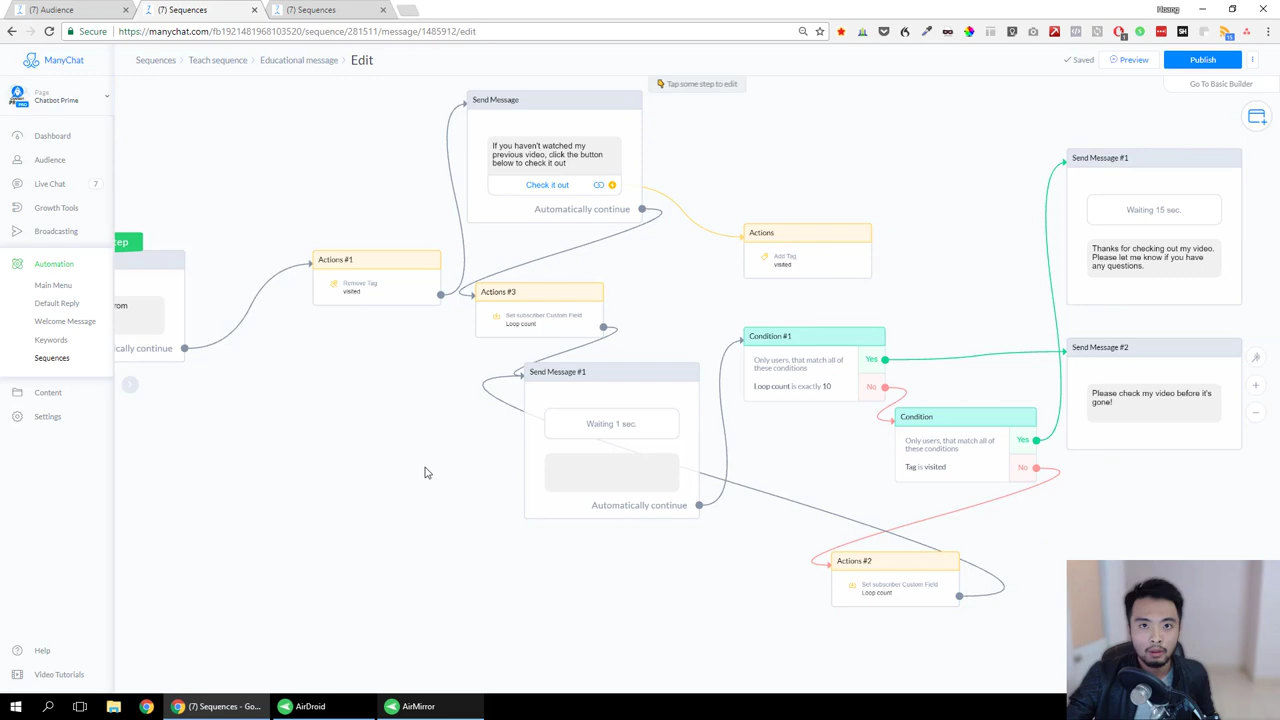 (7) Audience
(7) Sequences
(7) Sequences
Hoang
Secure
https://manychat.com/fb192148196810352​0/sequence/281511/message/1485912/edit
ManyChat
Sequences > Teach sequence > Educational message > Edit
Saved
Preview
Publish
Go To Basic Builder
Tap some step to edit
Page
Chatbot Prime
PRO
Dashboard
Audience
Live Chat
7
Growth Tools
Broadcasting
Automation
Main Menu
Default Reply
Welcome Message
Keywords
Sequences
Content
Settings
Help
Video Tutorials
tep
rom
ically continue
Actions #1
Remove Tag
visited
Send Message
If you haven't watched my
previous video, click the button
below to check it out
Check it out
Automatically continue
Actions
Add Tag
visited
Actions #3
Set subscriber Custom Field
Loop count
Send Message #1
Waiting 1 sec.
Automatically continue
Condition #1
Only users, that match all of
these conditions
Loop count is exactly 10
Yes
No
Condition
Only users, that match all of
these conditions
Tag is visited
Yes
No
Actions #2
Set subscriber Custom Field
Loop count
Send Message #1
Waiting 15 sec.
Thanks for checking out my video.
Please let me know if you have
any questions.
Send Message #2
Please check my video before it's
gone!
Sequences - Go...
AirDroid
AirMirror